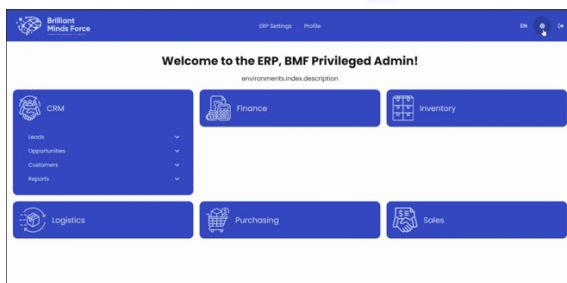 Brilliant
Minds Force
ERP Settings Profile
EN
Welcome to the ERP, BMF Privileged Admin!
environments.index.description
CRM
Finance
Inventory
Leads
Opportunities
Customers
Reports
Logistics
Purchasing
Sales